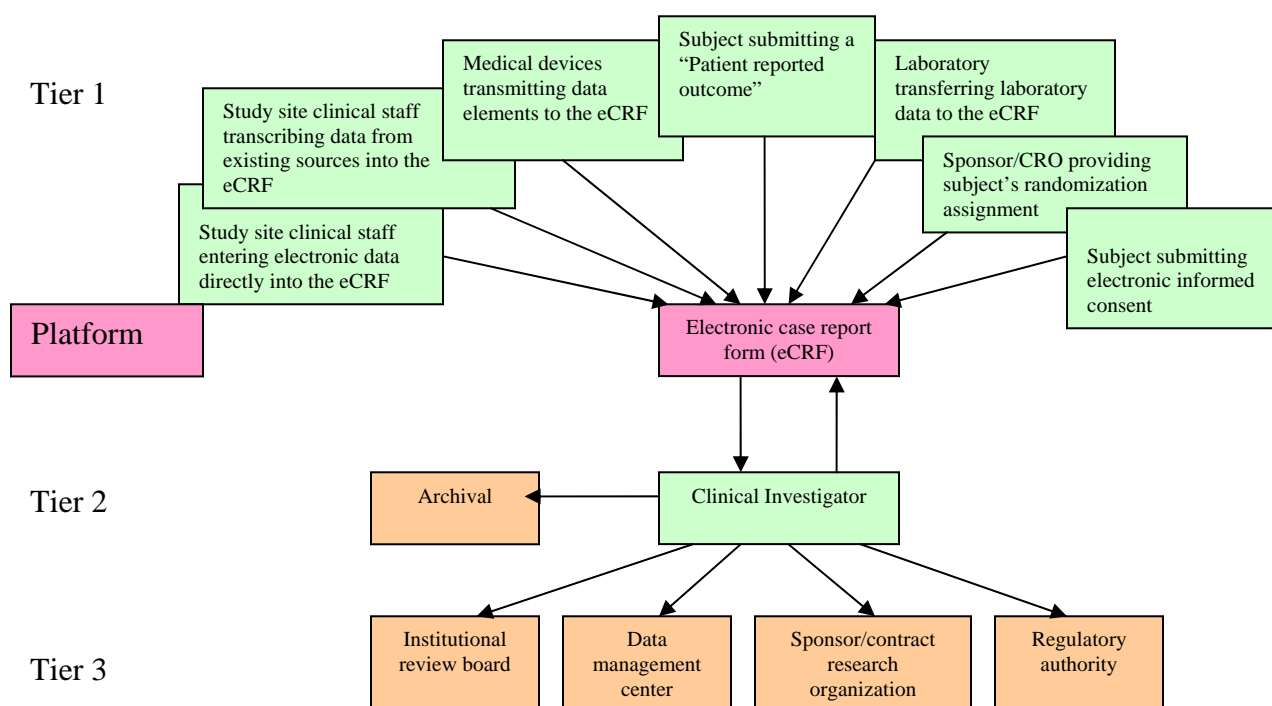 Tier 1
Study site clinical staff
entering electronic data
directly into the eCRF
Study site clinical staff
transcribing data from
existing sources into the
eCRF
Medical devices
transmitting data
elements to the eCRF
Subject submitting a
“Patient reported
outcome”
Laboratory
transferring laboratory
data to the eCRF
Sponsor/CRO providing
subject’s randomization
assignment
Subject submitting
electronic informed
consent
Platform
Electronic case report
form (eCRF)
Tier 2
Archival
Clinical Investigator
Tier 3
Institutional
review board
Data
management
center
Sponsor/contract
research
organization
Regulatory
authority